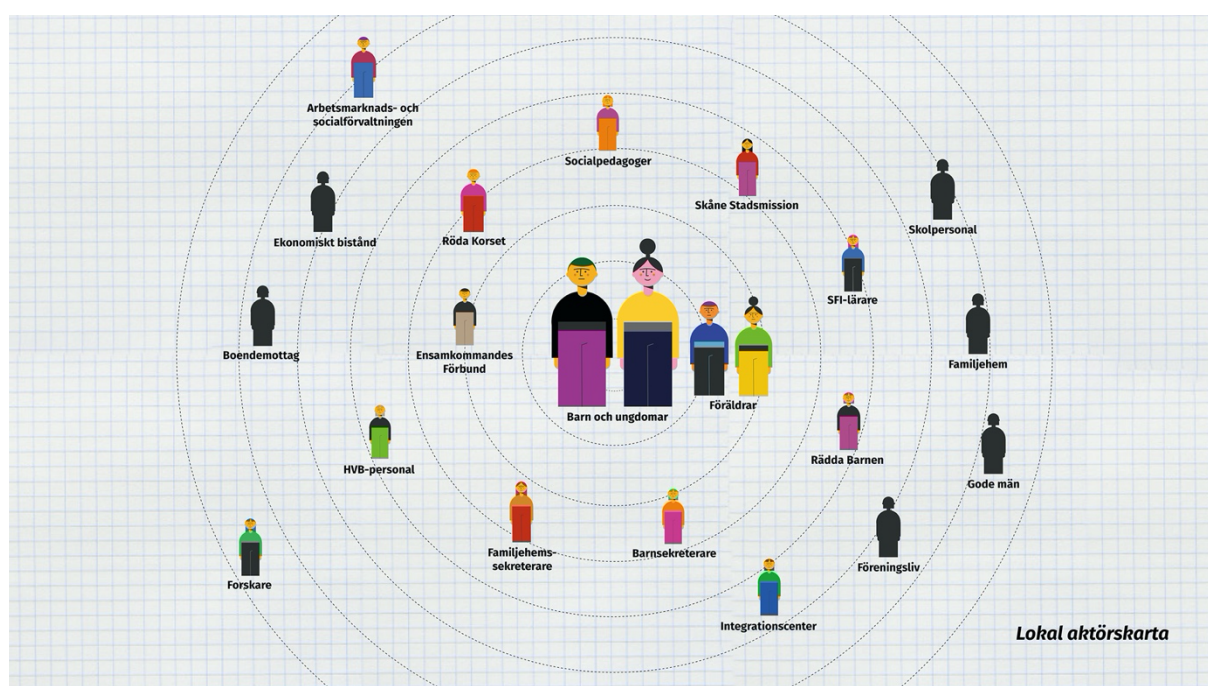 Arbetsmarknads- och
socialförvaltningen
Socialpedagoger
Skåne Stadsmission
Skolpersonal
Ekonomiskt bistånd
Röda Korset
SFI-lärare
Boendemottag
Ensamkommandes
Förbund
Familjehem
Barn och ungdomar
Föräldrar
HVB-personal
Rädda Barnen
Gode män
Familjehems-
sekreterare
Barnsekreterare
Föreningsliv
Forskare
Integrationscenter
Lokal aktörskarta